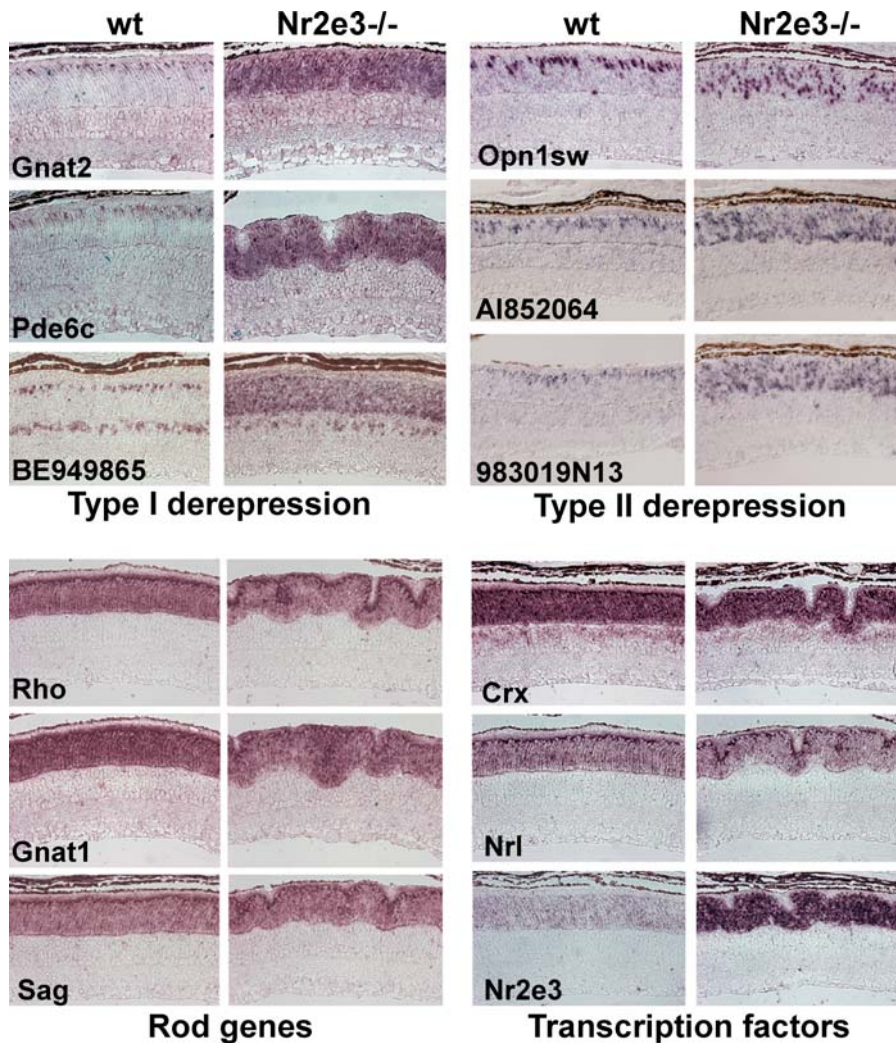 wt Nr2e3-/- wt Nr2e3-/-
Gnat2 Opn1sw
Pde6c AI852064
BE949865 983019N13
Type I derepression Type II derepression
Rho Crx
Gnat1 Nrl
Sag Nr2e3
Rod genes Transcription factors